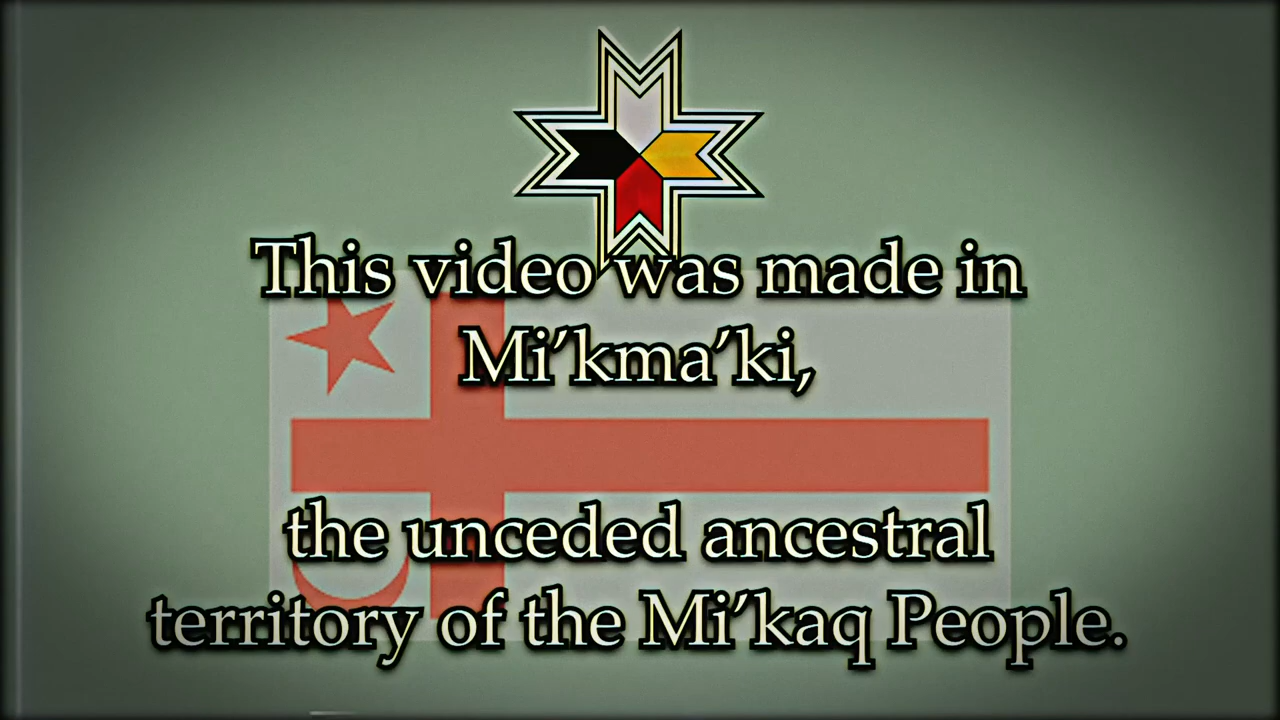 This video was made in
Mi’kma’ki,
the unceded ancestral
territory of the Mi’kaq People.